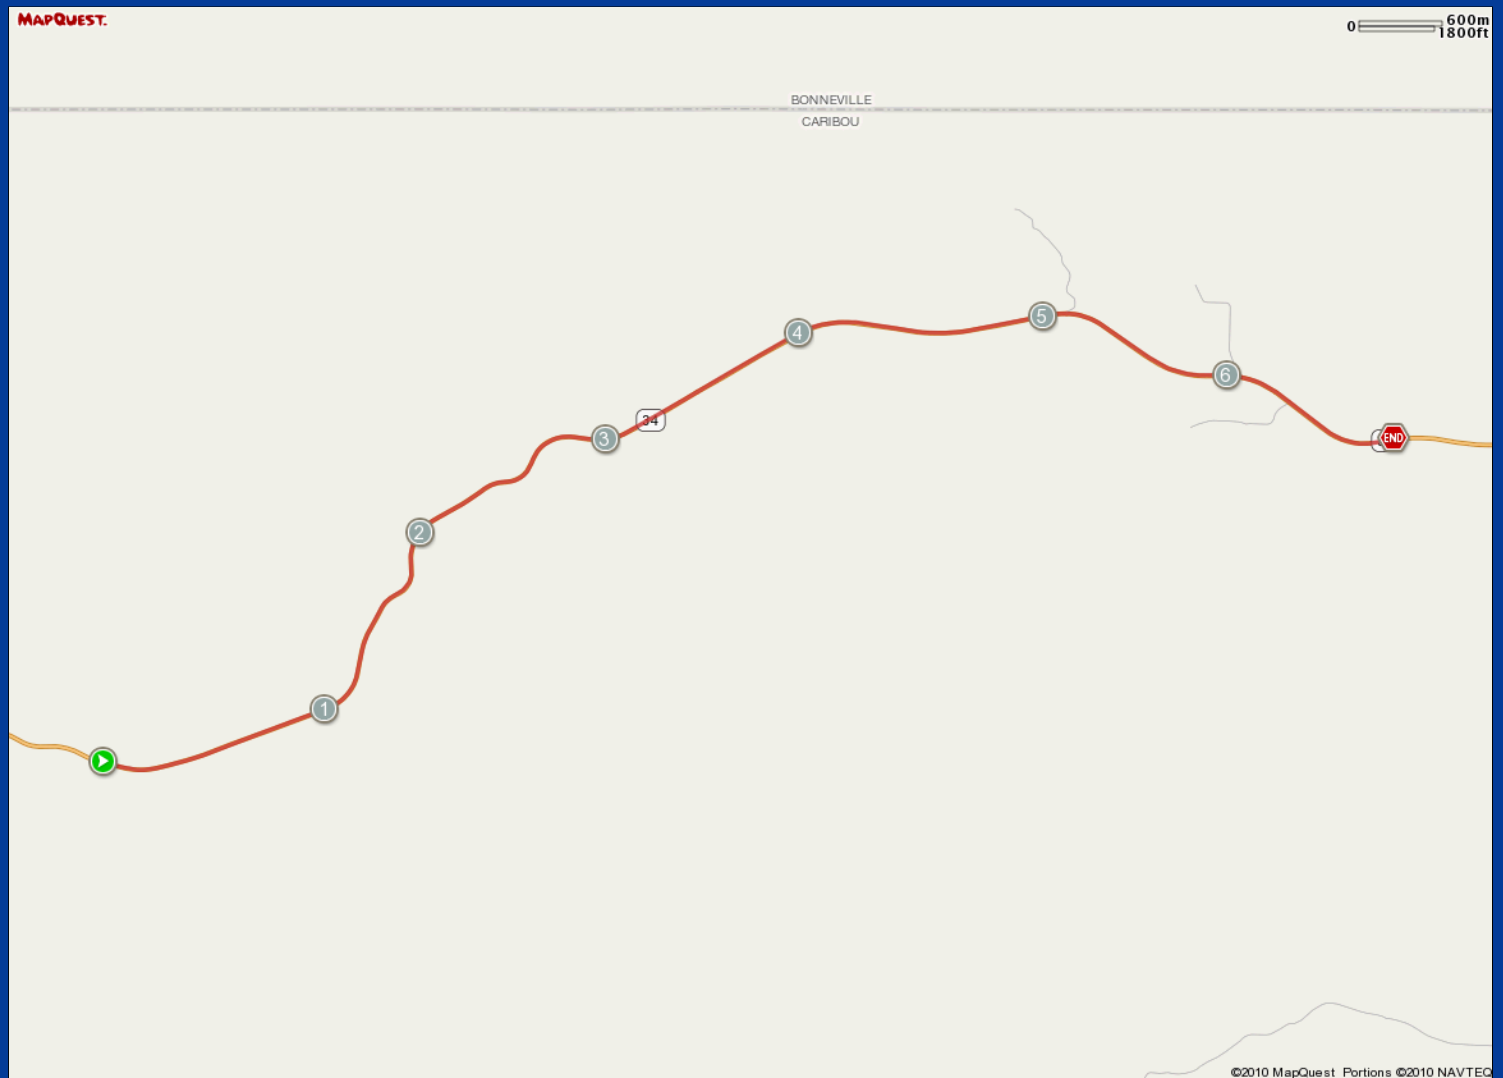 MAPQUEST.
0 600m
1800ft
BONNEVILLE
CARIBOU
5
4
6
34
3
END
2
1
©2010 MapQuest Portions ©2010 NAVTEQ